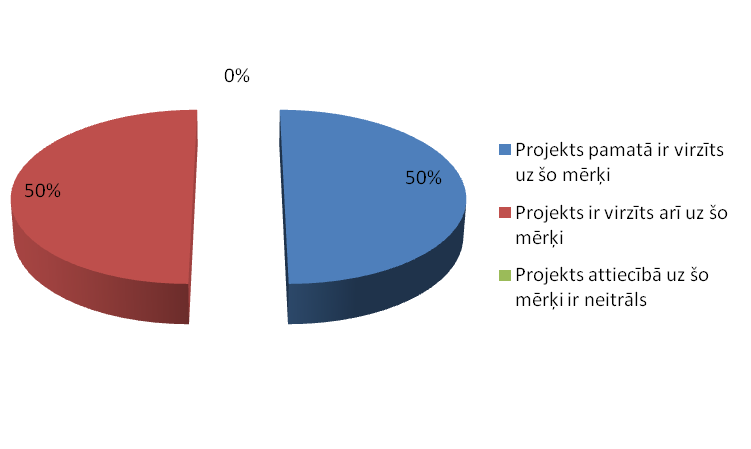 0%
50%
50%
Projekts pamatā ir virzīts
uz šo mērķi
Projekts ir virzīts arī uz šo
mērķi
Projekts attiecībā uz šo
mērķi ir neitrāls